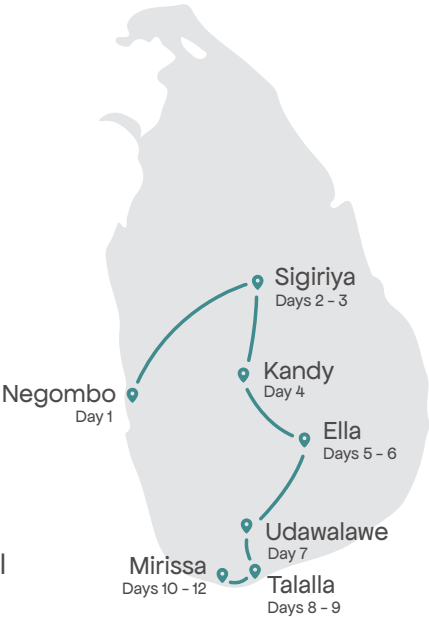 Sigiriya
Days 2 - 3
Kandy
Day 4
Negombo
Day 1
Ella
Days 5 - 6
Udawalawe
Day 7
Mirissa
Days 10 - 12
Talalla
Days 8 - 9
l